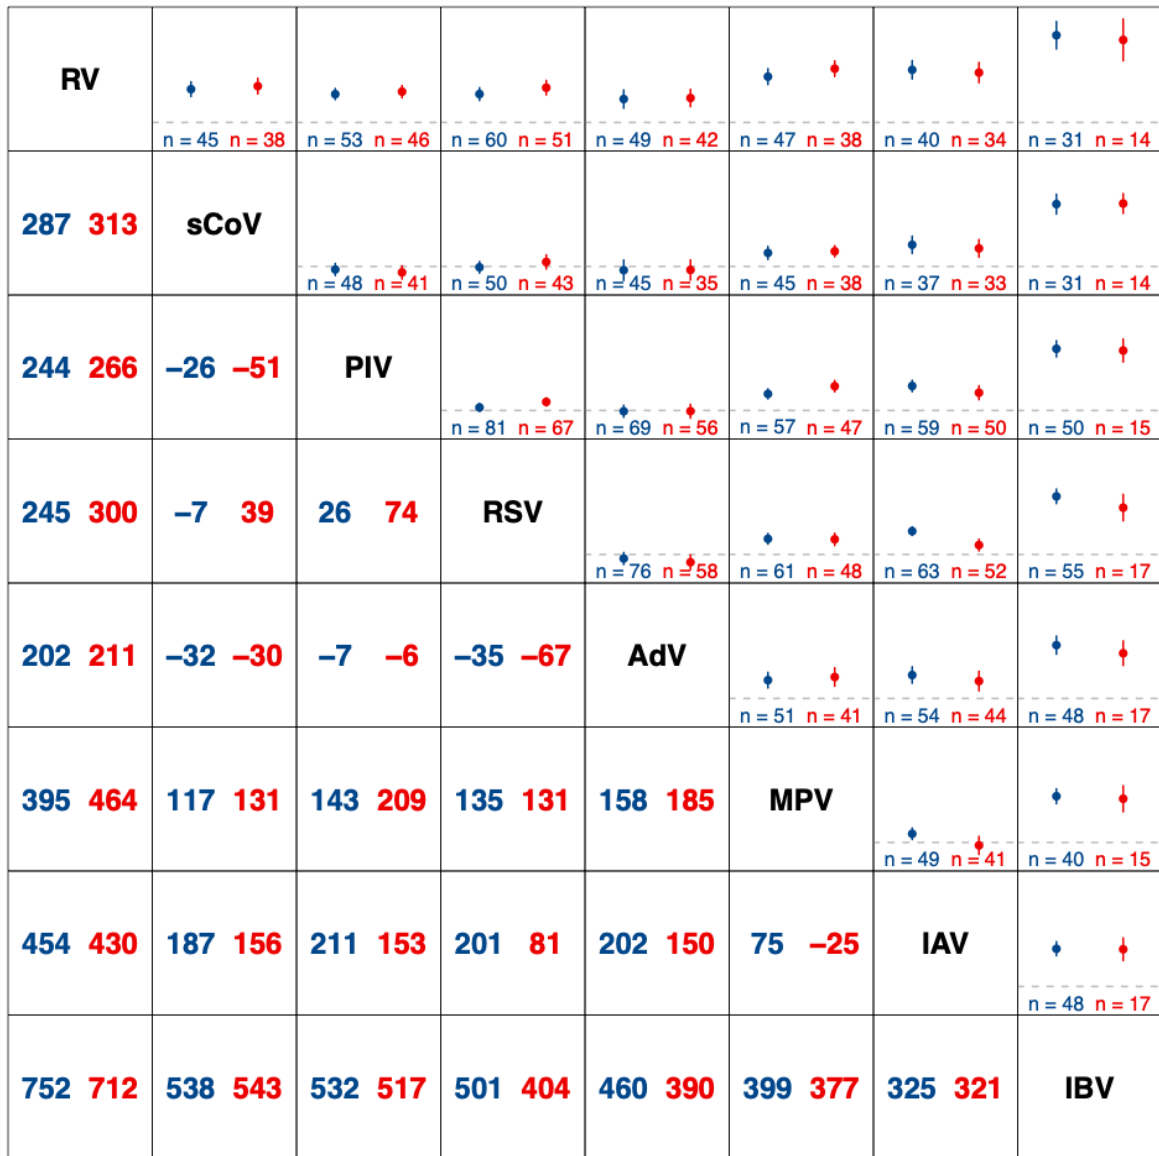 RV
n = 45 n = 38 n = 53 n = 46 n = 60 n = 51 n = 49 n = 42 n = 47 n = 38 n = 40 n = 34 n = 31 n = 14
287 313 sCoV
n = 48 n = 41 n = 50 n = 43 n = 45 n = 35 n = 45 n = 38 n = 37 n = 33 n = 31 n = 14
244 266 −26 −51 PIV
n = 81 n = 67 n = 69 n = 56 n = 57 n = 47 n = 59 n = 50 n = 50 n = 15
245 300 −7 39 26 74 RSV
n = 76 n = 58 n = 61 n = 48 n = 63 n = 52 n = 55 n = 17
202 211 −32 −30 −7 −6 −35 −67 AdV
n = 51 n = 41 n = 54 n = 44 n = 48 n = 17
395 464 117 131 143 209 135 131 158 185 MPV
n = 49 n = 41 n = 40 n = 15
454 430 187 156 211 153 201 81 202 150 75 −25 IAV
n = 48 n = 17
752 712 538 543 532 517 501 404 460 390 399 377 325 321 IBV